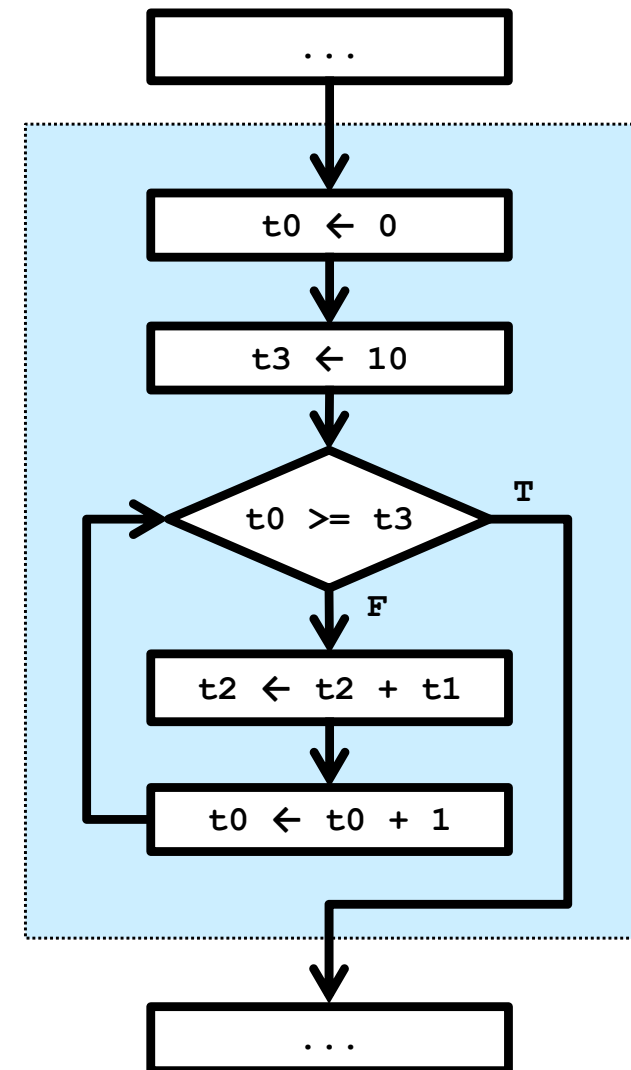 ...
t0 ← 0
t3 ← 10
t0 >= t3
T
F
t2 ← t2 + t1
t0 ← t0 + 1
...